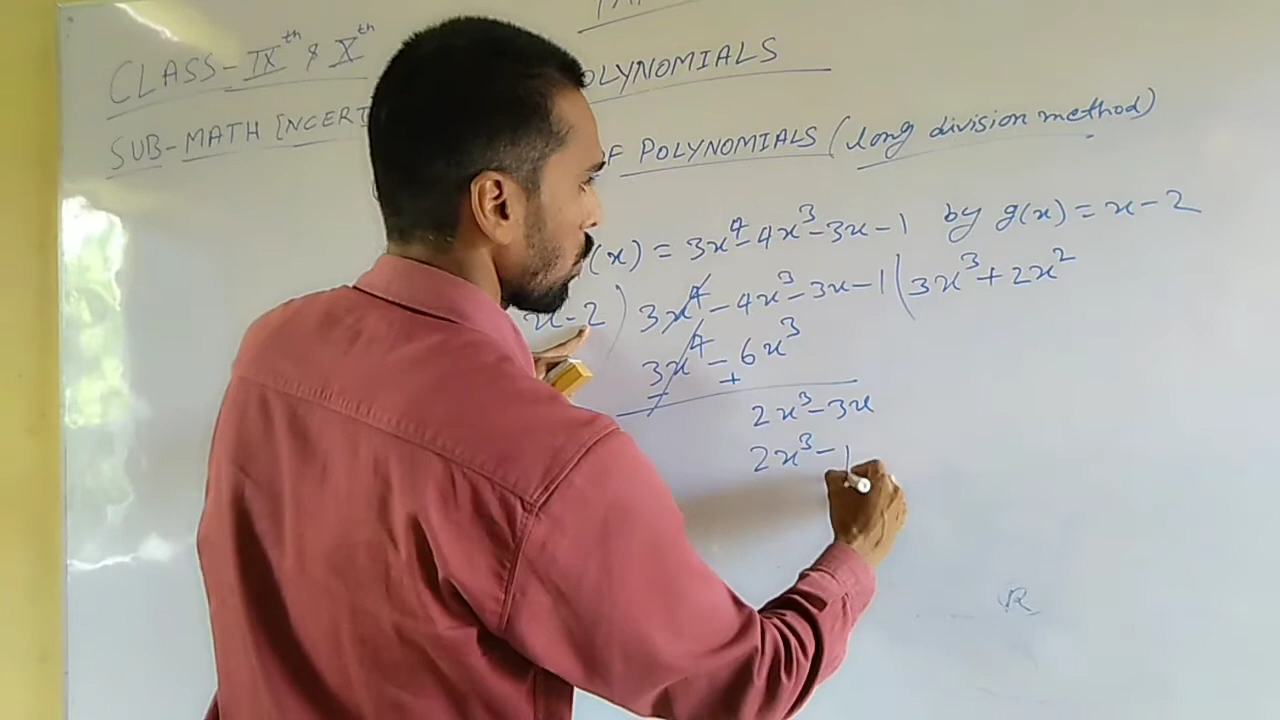 CLASS-IXth & Xth
OLYNOMIALS
SUB-MATH [NCERT
OF POLYNOMIALS (long division method)
(x) = 3x⁴-4x³-3x-1 by g(x) = x-2
x-2) 3x⁴-4x³-3x-1(3x³+2x²
3x⁴-6x³
- +
2x³-3x
2x³-
R